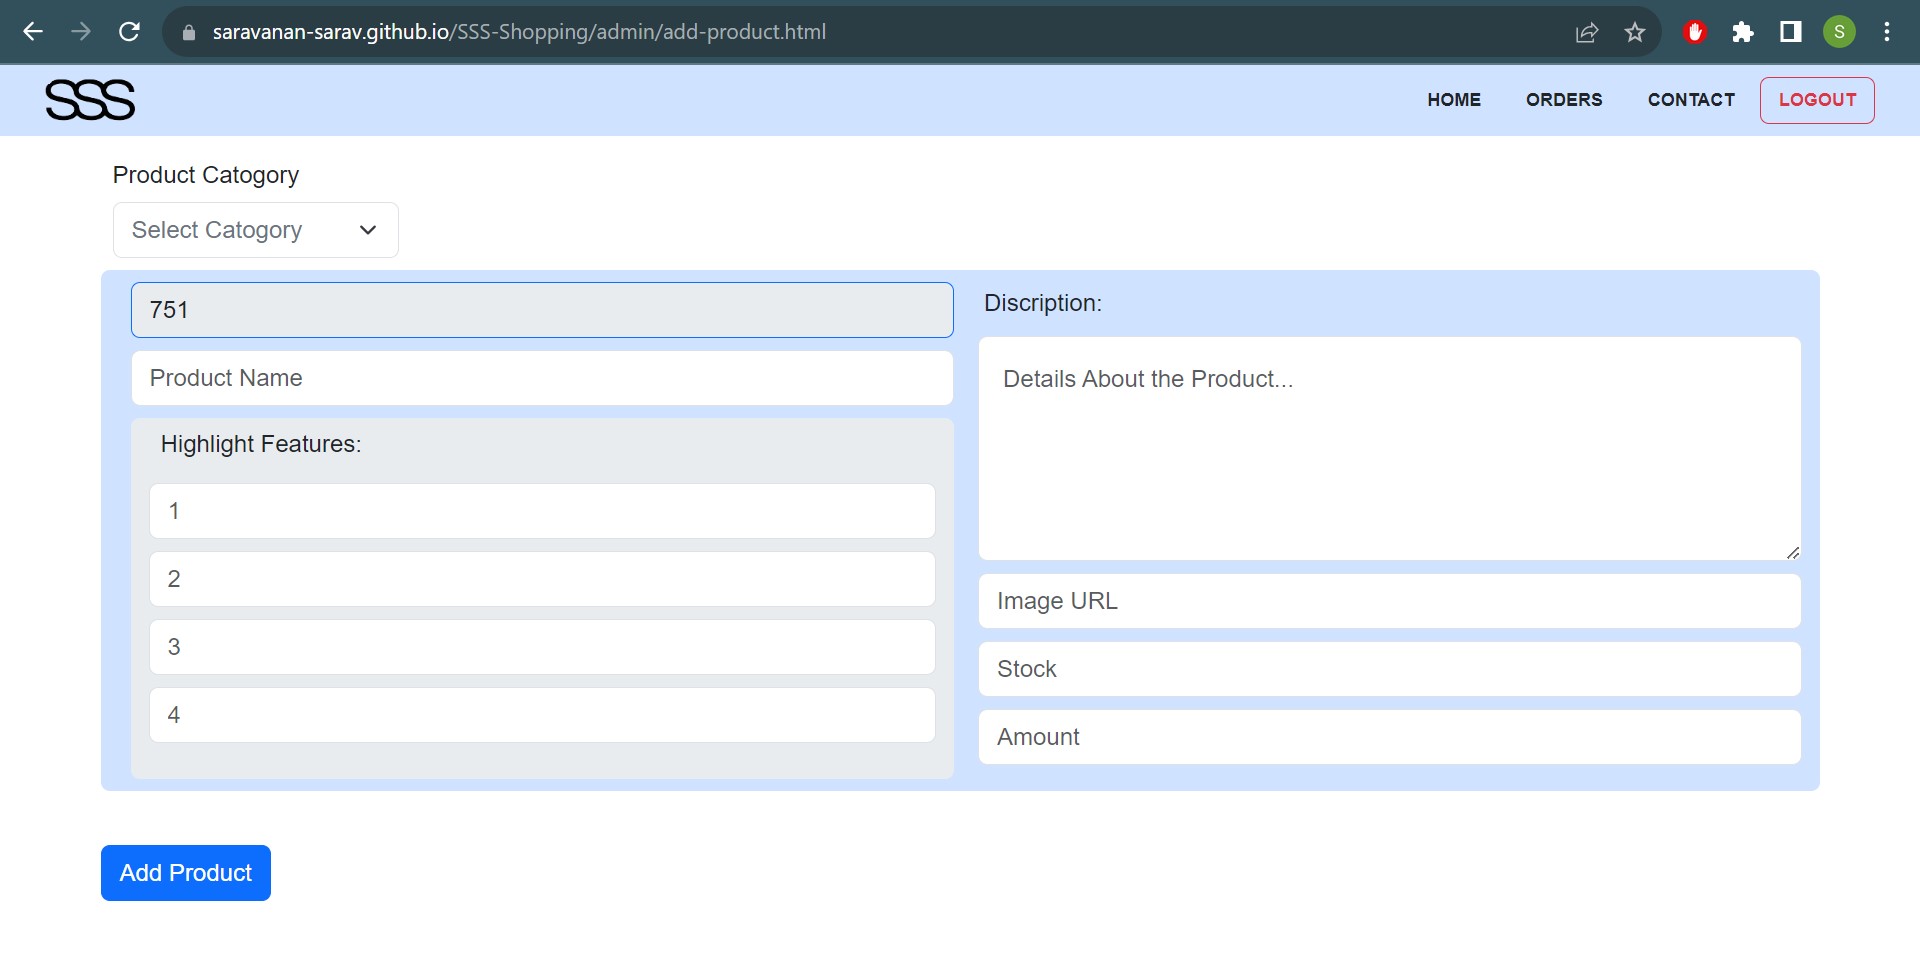 saravanan-sarav.github.io/SSS-Shopping/admin/add-product.html
S
SSS
HOME ORDERS CONTACT LOGOUT
Product Catogory
Select Catogory
751
Product Name
Highlight Features:
1
2
3
4
Discription:
Details About the Product...
Image URL
Stock
Amount
Add Product